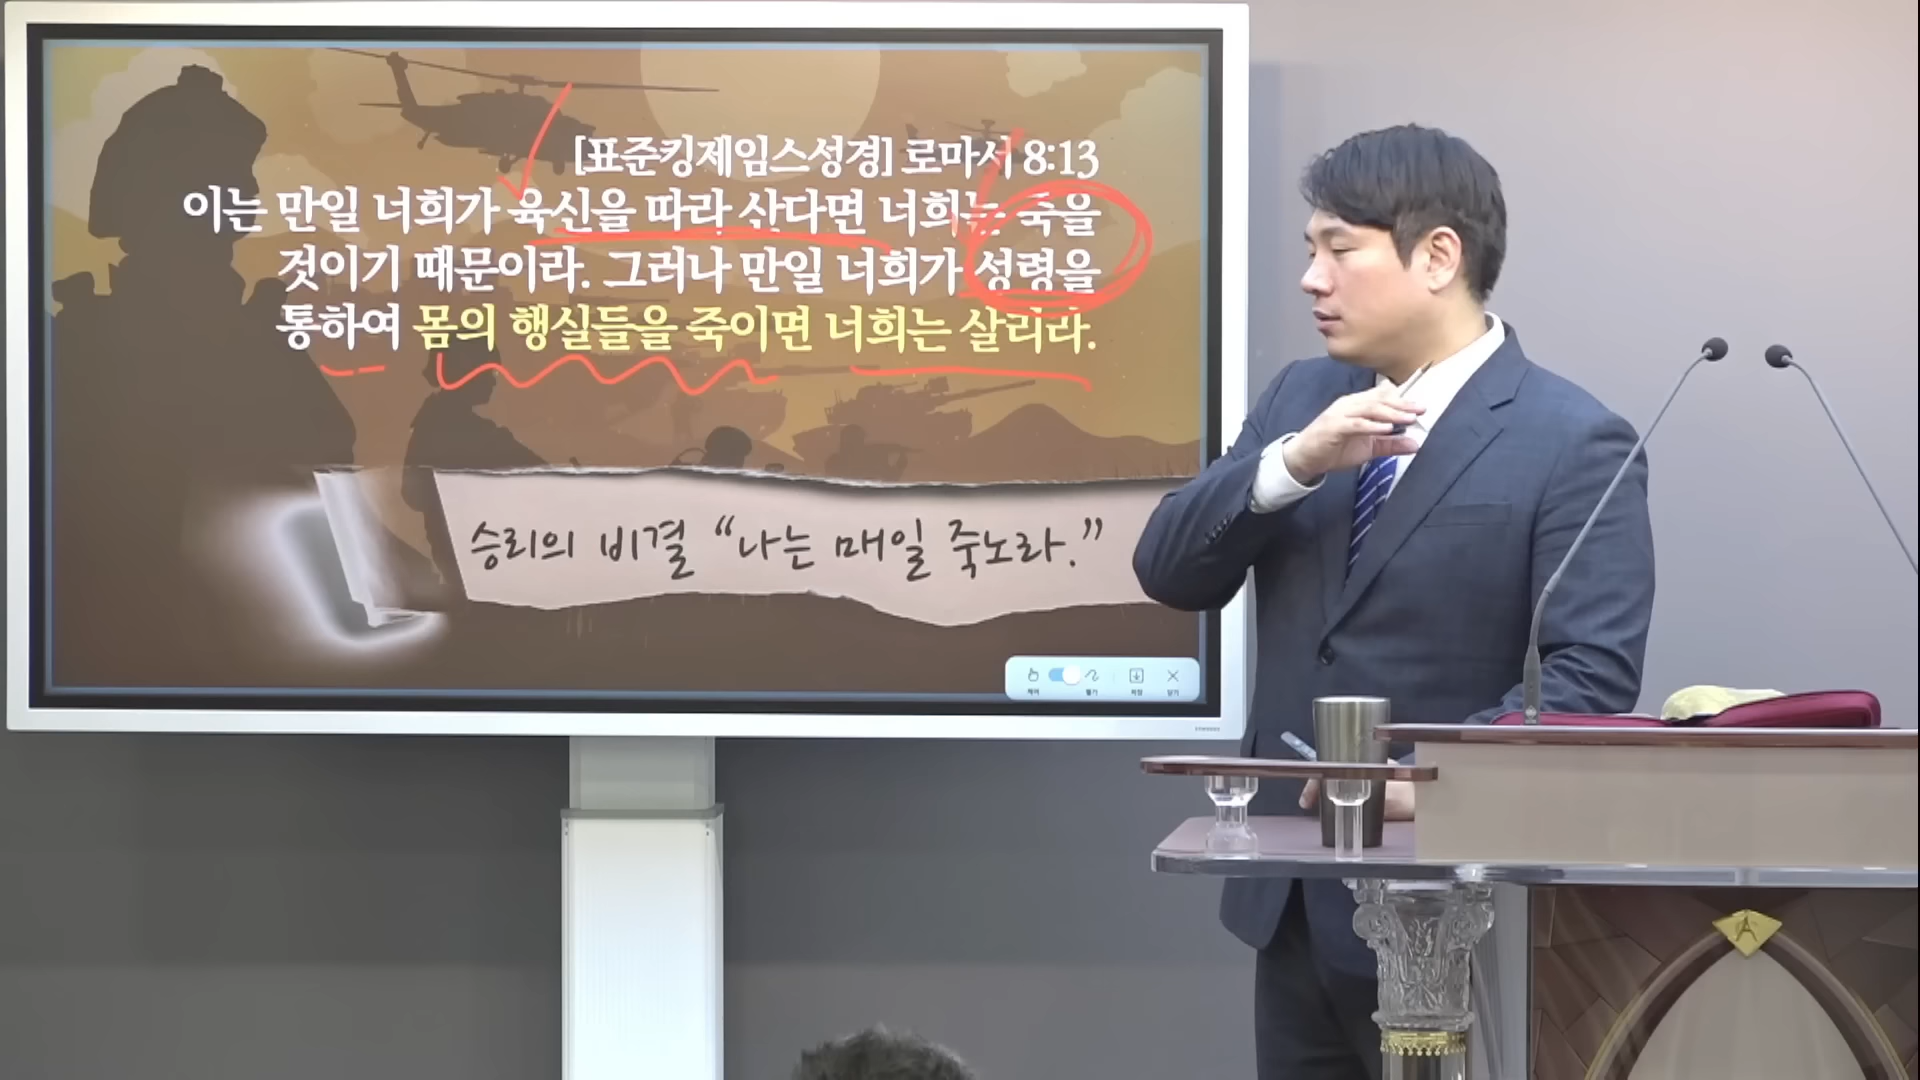 [표준킹제임스성경] 로마서 8:13
이는 만일 너희가 육신을 따라 산다면 너희는 죽을
것이기 때문이라. 그러나 만일 너희가 성령을
통하여 몸의 행실들을 죽이면 너희는 살리라.
승리의 비결 “나는 매일 죽노라.”
A